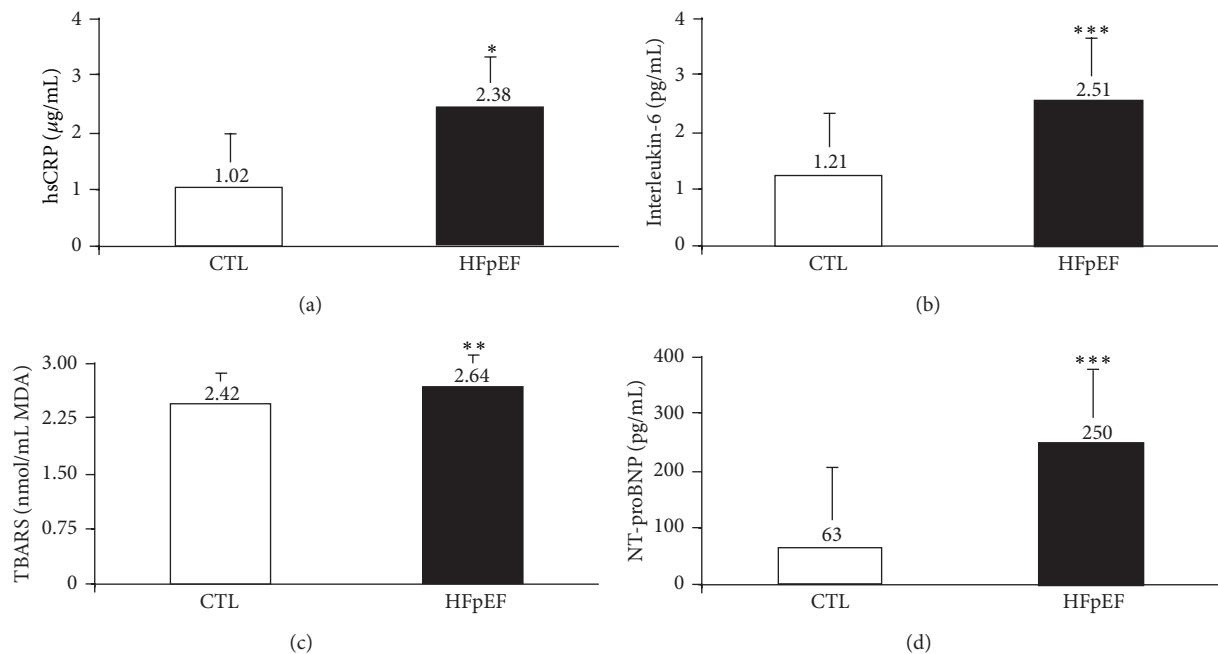 4
3
2
1
0
hsCRP (µg/mL)
1.02
*
2.38
CTL
HFpEF
(a)
4
3
2
1
0
Interleukin-6 (pg/mL)
1.21
***
2.51
CTL
HFpEF
(b)
3.00
2.25
1.50
0.75
0
TBARS (nmol/mL MDA)
2.42
**
2.64
CTL
HFpEF
(c)
400
300
200
100
0
NT-proBNP (pg/mL)
63
***
250
CTL
HFpEF
(d)